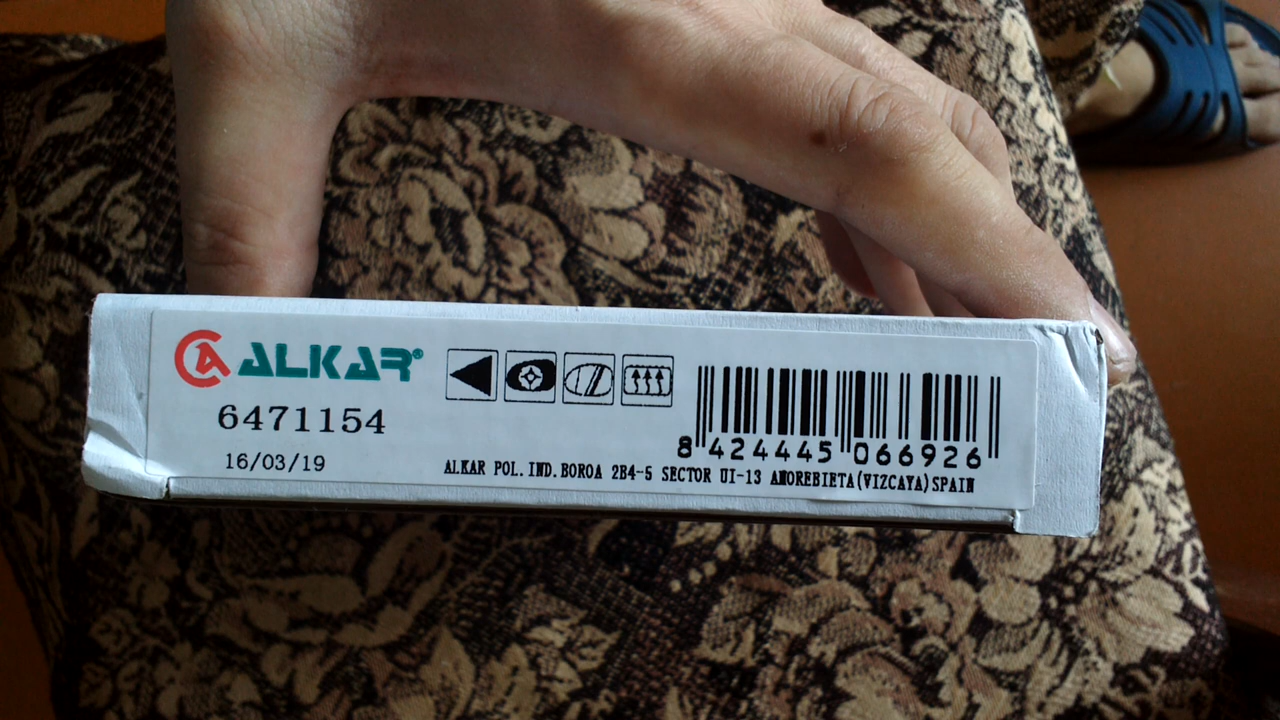 ALKAR®
6471154
16/03/19
8 424445 066926
ALKAR POL.IND.BOROA 2B4-5 SECTOR UI-13 AMOREBIETA(VIZCAYA)SPAIN